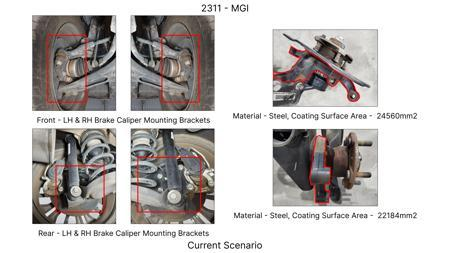 2311 - MGI
Material - Steel, Coating Surface Area - 24560mm2
Front - LH & RH Brake Caliper Mounting Brackets
Material - Steel, Coating Surface Area - 22184mm2
Rear - LH & RH Brake Caliper Mounting Brackets
Current Scenario